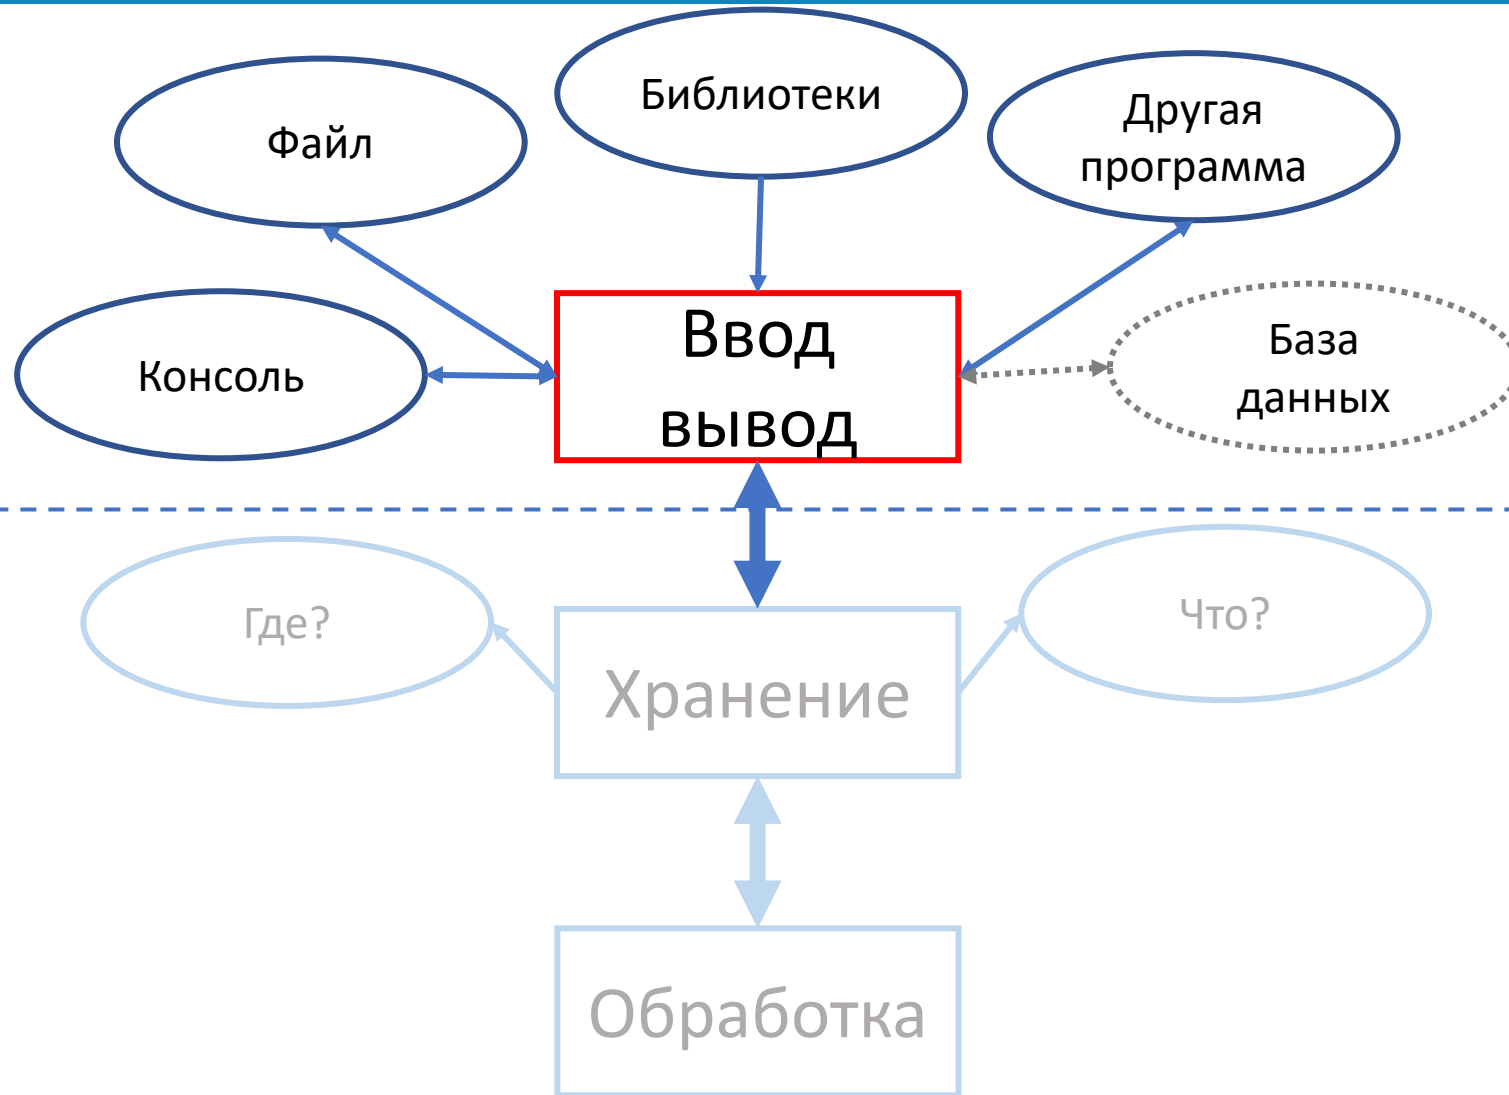 Библиотеки
Файл
Другая
программа
Консоль
Ввод
вывод
База
данных
Где?
Что?
Хранение
Обработка